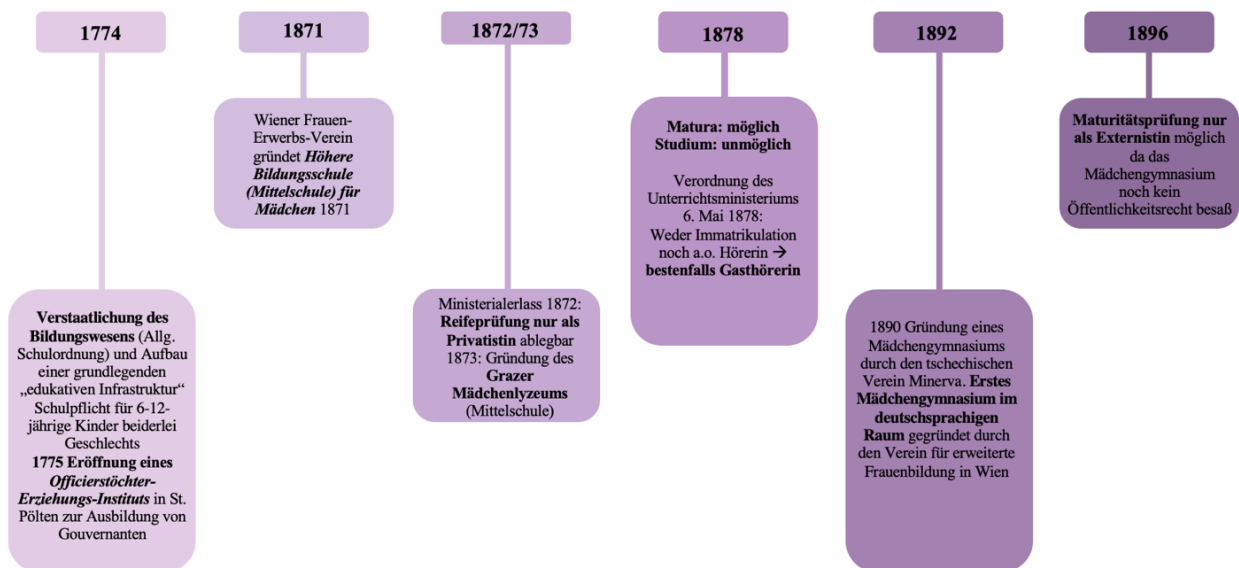 1774
Verstaatlichung des
Bildungswesens (Allg.
Schulordnung) und Aufbau
einer grundlegenden
„edukativen Infrastruktur“
Schulpflicht für 6-12-
jährige Kinder beiderlei
Geschlechts
1775 Eröffnung eines
Officierstöchter-
Erziehungs-Instituts in St.
Pölten zur Ausbildung von
Gouvernanten
1871
Wiener Frauen-
Erwerbs-Verein
gründet Höhere
Bildungsschule
(Mittelschule) für
Mädchen 1871
1872/73
Ministerialerlass 1872:
Reifeprüfung nur als
Privatistin ablegbar
1873: Gründung des
Grazer
Mädchenlyzeums
(Mittelschule)
1878
Matura: möglich
Studium: unmöglich
Verordnung des
Unterrichtsministeriums
6. Mai 1878:
Weder Immatrikulation
noch a.o. Hörerin →
bestenfalls Gasthörerin
1892
1890 Gründung eines
Mädchengymnasiums
durch den tschechischen
Verein Minerva. Erstes
Mädchengymnasium im
deutschsprachigen
Raum gegründet durch
den Verein für erweiterte
Frauenbildung in Wien
1896
Maturitätsprüfung nur
als Externistin möglich
da das
Mädchengymnasium
noch kein
Öffentlichkeitsrecht besaß